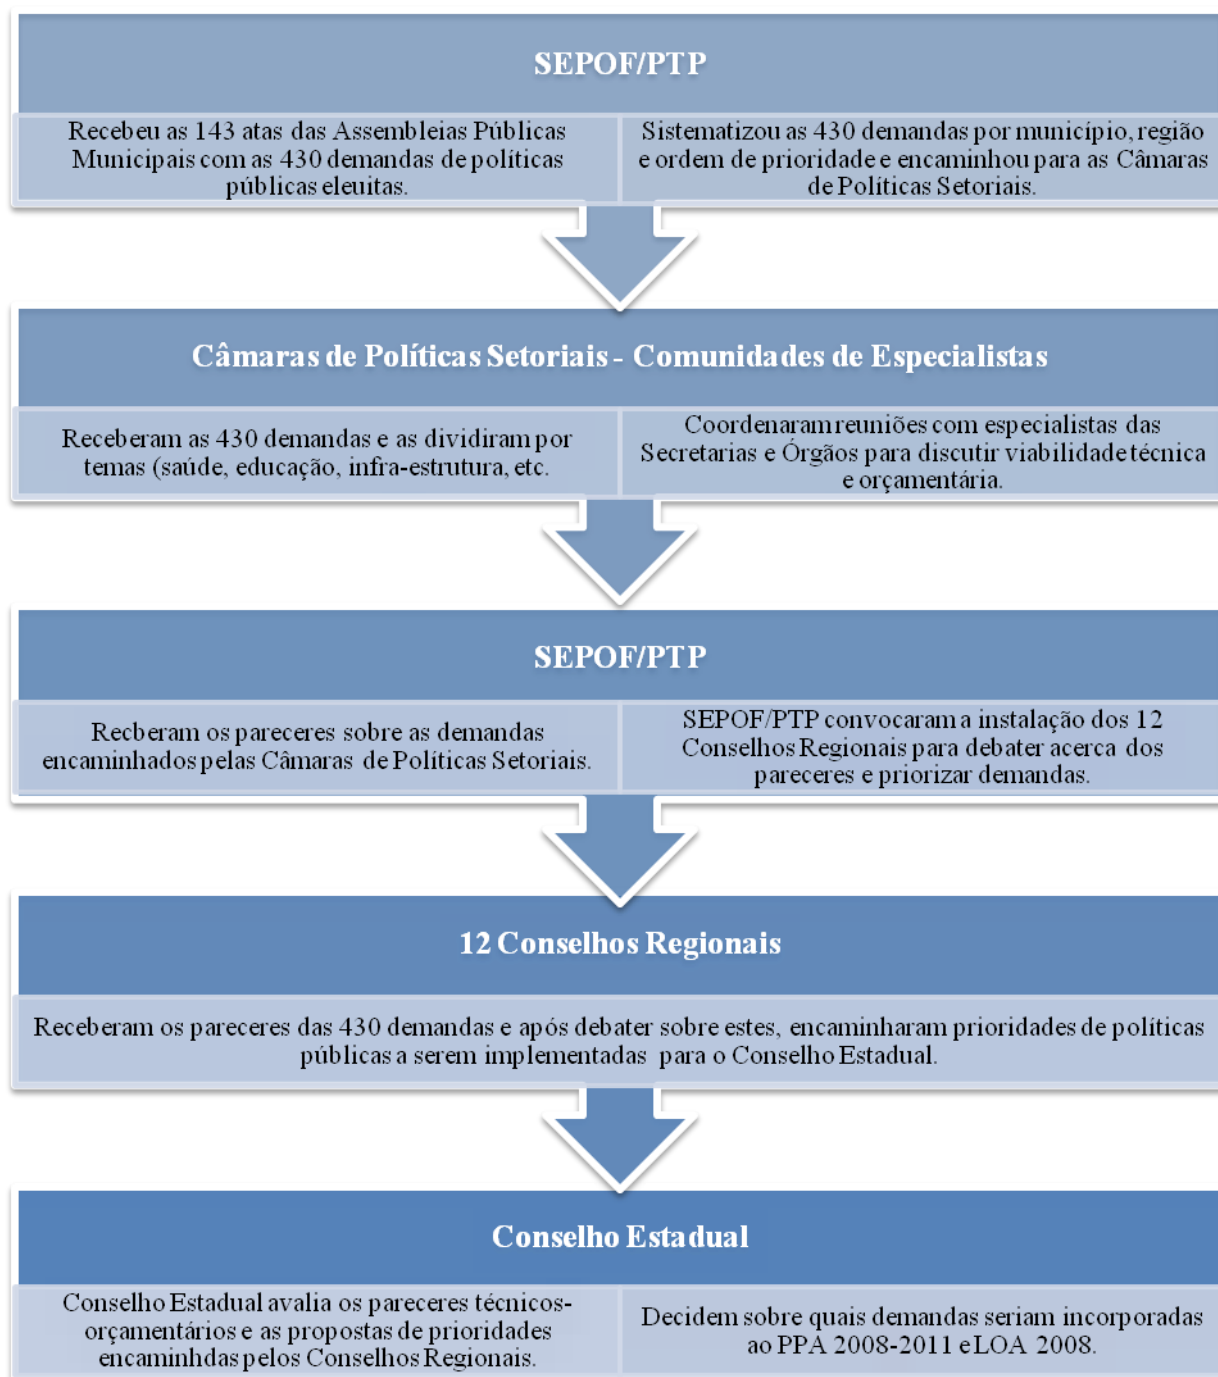 SEPOF/PTP
Recebeu as 143 atas das Assembleias Públicas
Municipais com as 430 demandas de políticas
públicas eleuitas.
Sistematizou as 430 demandas por município, região
e ordem de prioridade e encaminhou para as Câmaras
de Políticas Setoriais.
Câmaras de Políticas Setoriais - Comunidades de Especialistas
Receberam as 430 demandas e as dividiram por
temas (saúde, educação, infra-estrutura, etc.
Coordenaram reuniões com especialistas das
Secretarias e Órgãos para discutir viabilidade técnica
e orçamentária.
SEPOF/PTP
Recberam os pareceres sobre as demandas
encaminhados pelas Câmaras de Políticas Setoriais.
SEPOF/PTP convocaram a instalação dos 12
Conselhos Regionais para debater acerca dos
pareceres e priorizar demandas.
12 Conselhos Regionais
Receberam os pareceres das 430 demandas e após debater sobre estes, encaminharam prioridades de políticas
públicas a serem implementadas para o Conselho Estadual.
Conselho Estadual
Conselho Estadual avalia os pareceres técnicos-
orçamentários e as propostas de prioridades
encaminhdas pelos Conselhos Regionais.
Decidem sobre quais demandas seriam incorporadas
ao PPA 2008-2011 e LOA 2008.